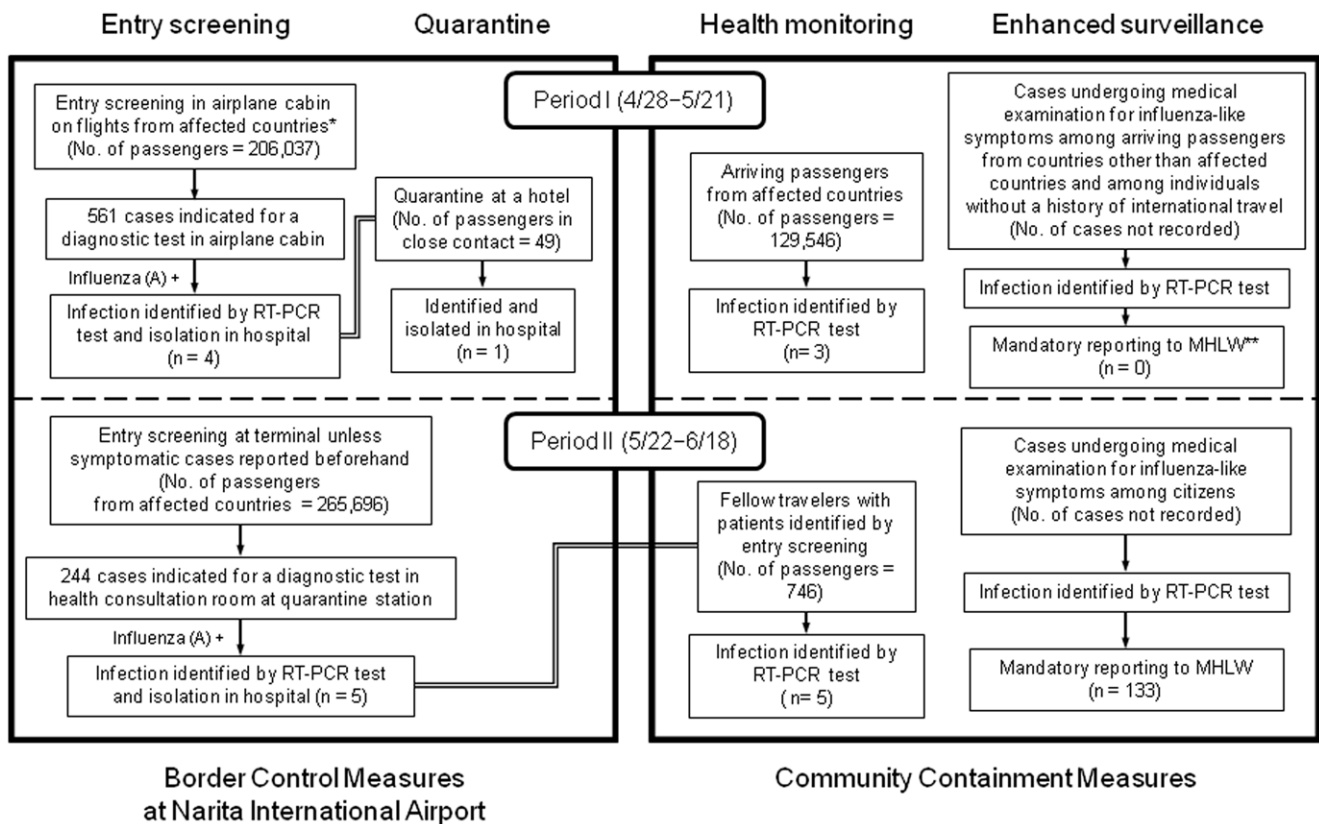 Entry screening
Quarantine
Health monitoring
Enhanced surveillance
Period I (4/28–5/21)
Entry screening in airplane cabin
on flights from affected countries*
(No. of passengers = 206,037)
561 cases indicated for a
diagnostic test in airplane cabin
Influenza (A) +
Infection identified by RT-PCR
test and isolation in hospital
(n = 4)
Quarantine at a hotel
(No. of passengers in
close contact = 49)
Identified and
isolated in hospital
(n = 1)
Arriving passengers
from affected countries
(No. of passengers =
129,546)
Infection identified by
RT-PCR test
(n= 3)
Cases undergoing medical
examination for influenza-like
symptoms among arriving passengers
from countries other than affected
countries and among individuals
without a history of international travel
(No. of cases not recorded)
Infection identified by RT-PCR test
Mandatory reporting to MHLW**
(n = 0)
Period II (5/22–6/18)
Entry screening at terminal unless
symptomatic cases reported beforehand
(No. of passengers
from affected countries = 265,696)
244 cases indicated for a diagnostic test in
health consultation room at quarantine station
Influenza (A) +
Infection identified by RT-PCR test
and isolation in hospital (n = 5)
Fellow travelers with
patients identified by
entry screening
(No. of passengers =
746)
Infection identified by
RT-PCR test
( n= 5)
Cases undergoing medical
examination for influenza-like
symptoms among citizens
(No. of cases not recorded)
Infection identified by RT-PCR test
Mandatory reporting to MHLW
(n = 133)
Border Control Measures
at Narita International Airport
Community Containment Measures